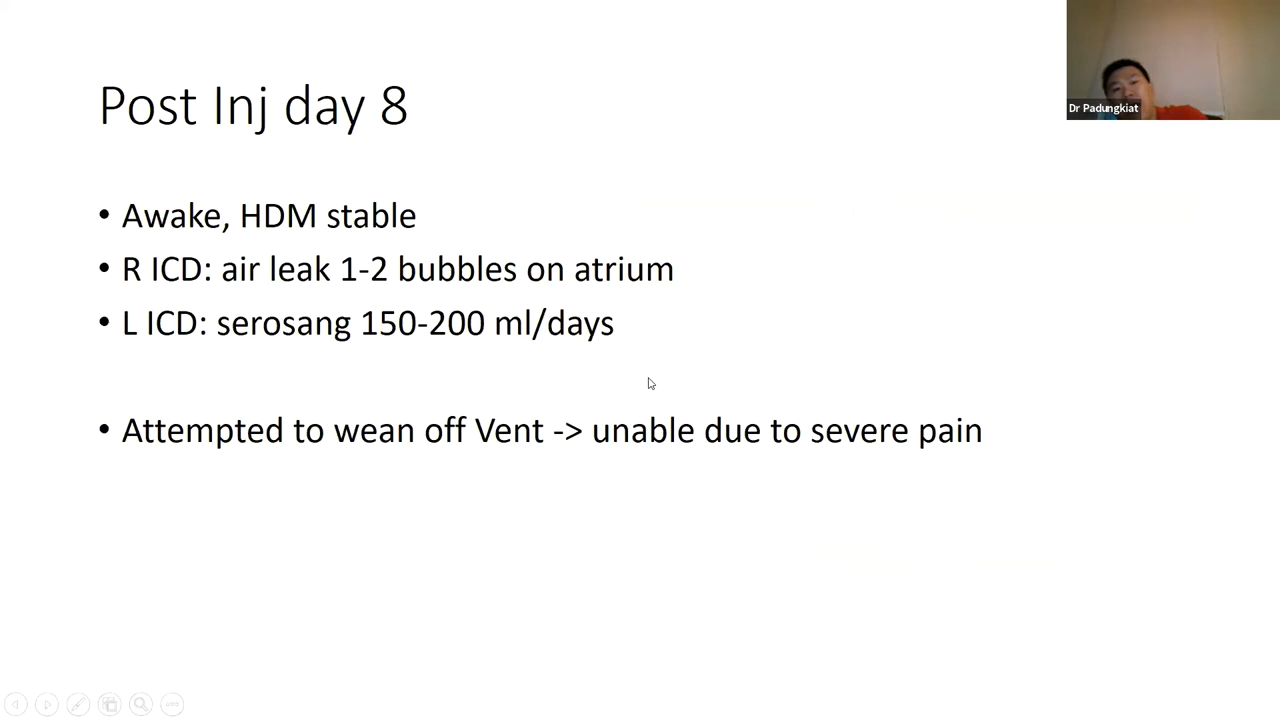 Post Inj day 8
Dr Padungkiat
• Awake, HDM stable
• R ICD: air leak 1-2 bubbles on atrium
• L ICD: serosang 150-200 ml/days
• Attempted to wean off Vent -> unable due to severe pain